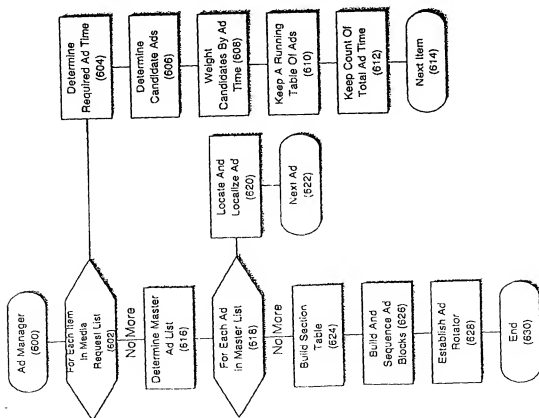 Ad Manager
(600)
For Each Item
In Media
Request List
(602)
No More
Determine Master
Ad List (616)
For Each Ad
In Master List
(618)
No More
Build Section
Table
(624)
Build And
Sequence Ad
Blocks (626)
Establish Ad
Rotator
(628)
End
(630)
Locate And
Localize Ad
(620)
Next Ad
(622)
Determine
Required Ad Time
(604)
Determine
Candidate Ads
(606)
Weight
Candidates By Ad
Time (608)
Keep A Running
Table Of Ads
(610)
Keep Count Of
Total Ad Time
(612)
Next Item
(614)